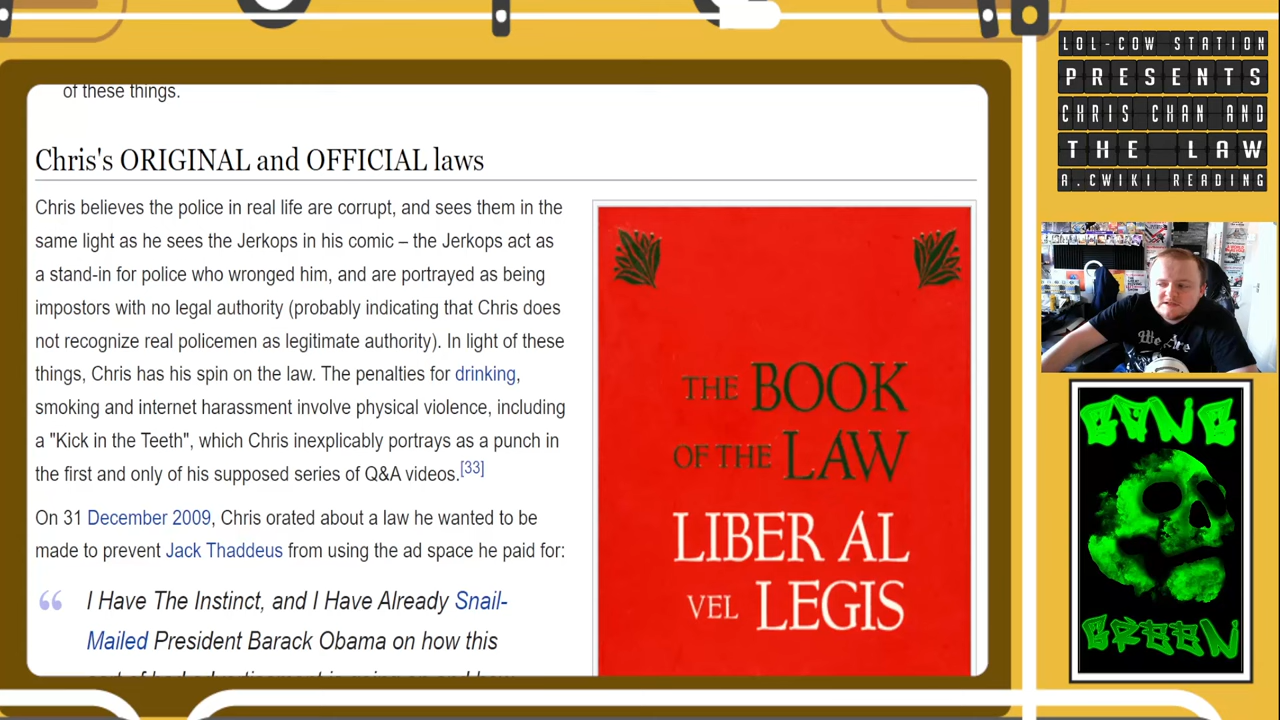 of these things.
Chris's ORIGINAL and OFFICIAL laws
Chris believes the police in real life are corrupt, and sees them in the
same light as he sees the Jerkops in his comic – the Jerkops act as
a stand-in for police who wronged him, and are portrayed as being
impostors with no legal authority (probably indicating that Chris does
not recognize real policemen as legitimate authority). In light of these
things, Chris has his spin on the law. The penalties for drinking,
smoking and internet harassment involve physical violence, including
a "Kick in the Teeth", which Chris inexplicably portrays as a punch in
the first and only of his supposed series of Q&A videos.[33]
On 31 December 2009, Chris orated about a law he wanted to be
made to prevent Jack Thaddeus from using the ad space he paid for:
“ I Have The Instinct, and I Have Already Snail-
Mailed President Barack Obama on how this
THE BOOK
OF THE LAW
LIBER AL
VEL LEGIS
LOL-COW STATION
PRESENTS
CHRIS CHAN AND
THE LAW
A.CWIKI READING
GONE
GREEN